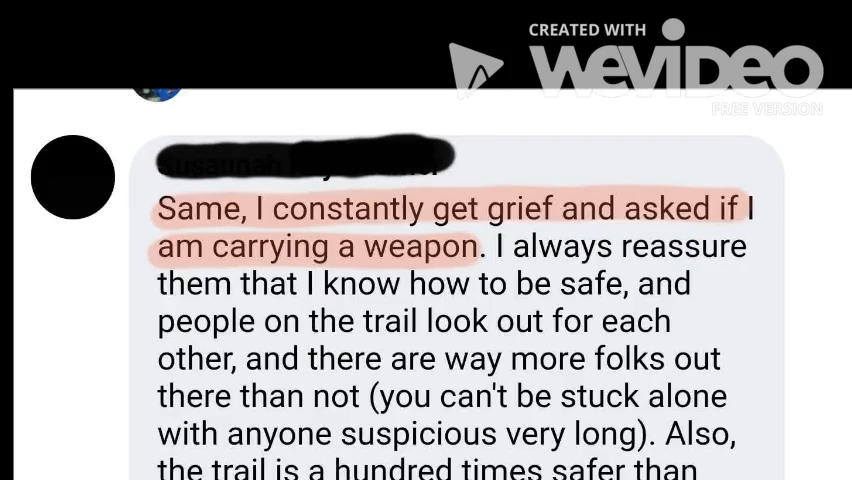 CREATED WITH
WEVIDEO
FREE VERSION
Same, I constantly get grief and asked if I
am carrying a weapon. I always reassure
them that I know how to be safe, and
people on the trail look out for each
other, and there are way more folks out
there than not (you can't be stuck alone
with anyone suspicious very long). Also,
the trail is a hundred times safer than